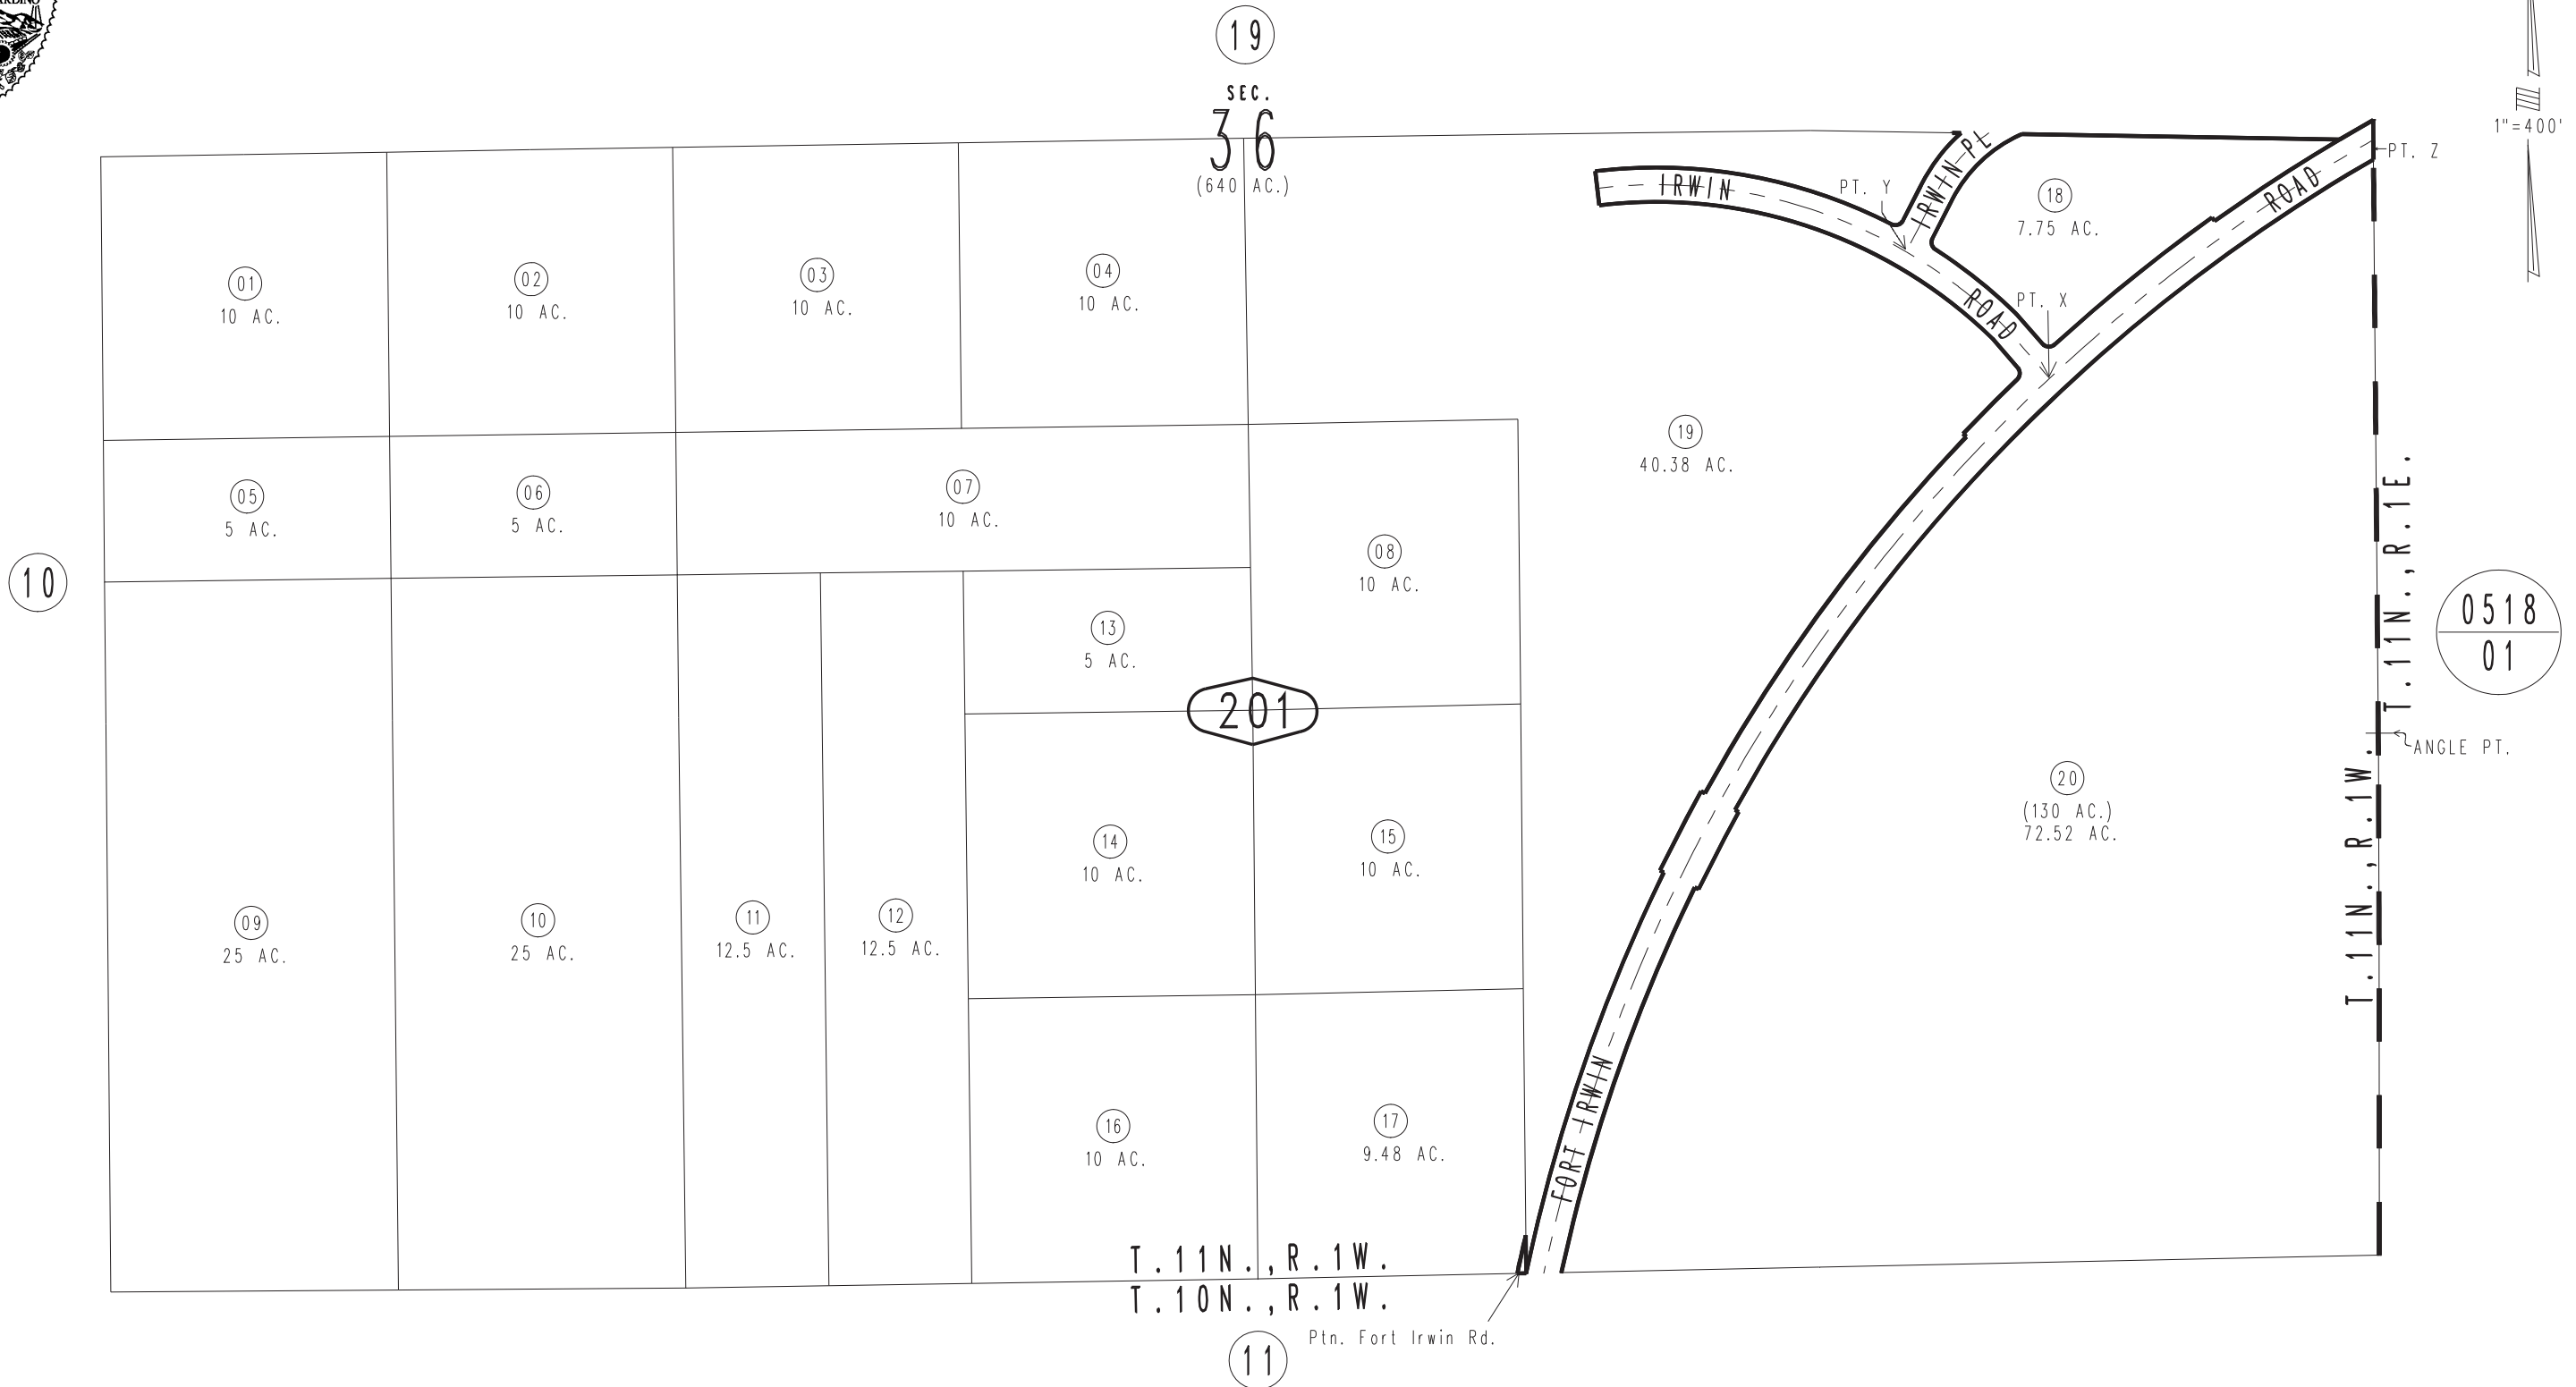 19
SEC.
36
(640 AC.)
1"=400'
PT. Z
IRWIN
PT. Y
IRWIN PL
18
7.75 AC.
ROAD
01
10 AC.
02
10 AC.
03
10 AC.
04
10 AC.
ROAD
PT. X
19
40.38 AC.
05
5 AC.
06
5 AC.
07
10 AC.
08
10 AC.
10
13
5 AC.
201
T.11N.,R.1E.
0518
01
ANGLE PT.
T.11N.,R.1W.
20
(130 AC.)
72.52 AC.
14
10 AC.
15
10 AC.
09
25 AC.
10
25 AC.
11
12.5 AC.
12
12.5 AC.
16
10 AC.
17
9.48 AC.
FORT IRWIN
T.11N.,R.1W.
T.10N.,R.1W.
Ptn. Fort Irwin Rd.
11